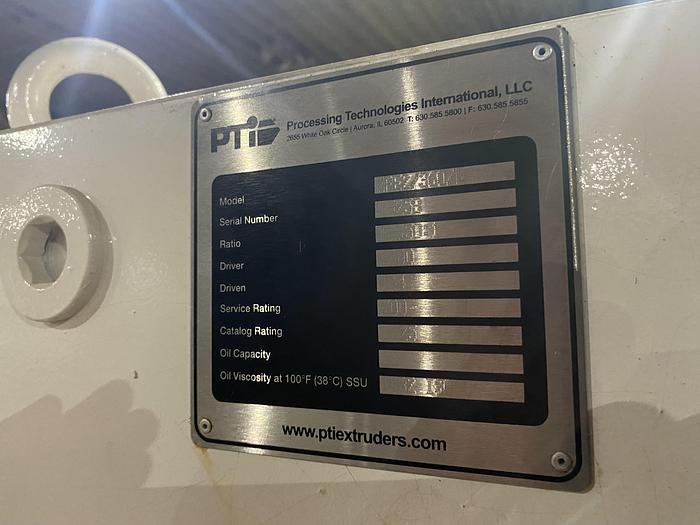 PTi
Processing Technologies International, LLC
2655 White Oak Circle | Aurora, IL 60502 T: 630.585.5800 | F: 630.585.5855
Model
Serial Number
Ratio
Driver
Driven
Service Rating
Catalog Rating
Oil Capacity
Oil Viscosity at 100°F (38°C) SSU
www.ptiextruders.com